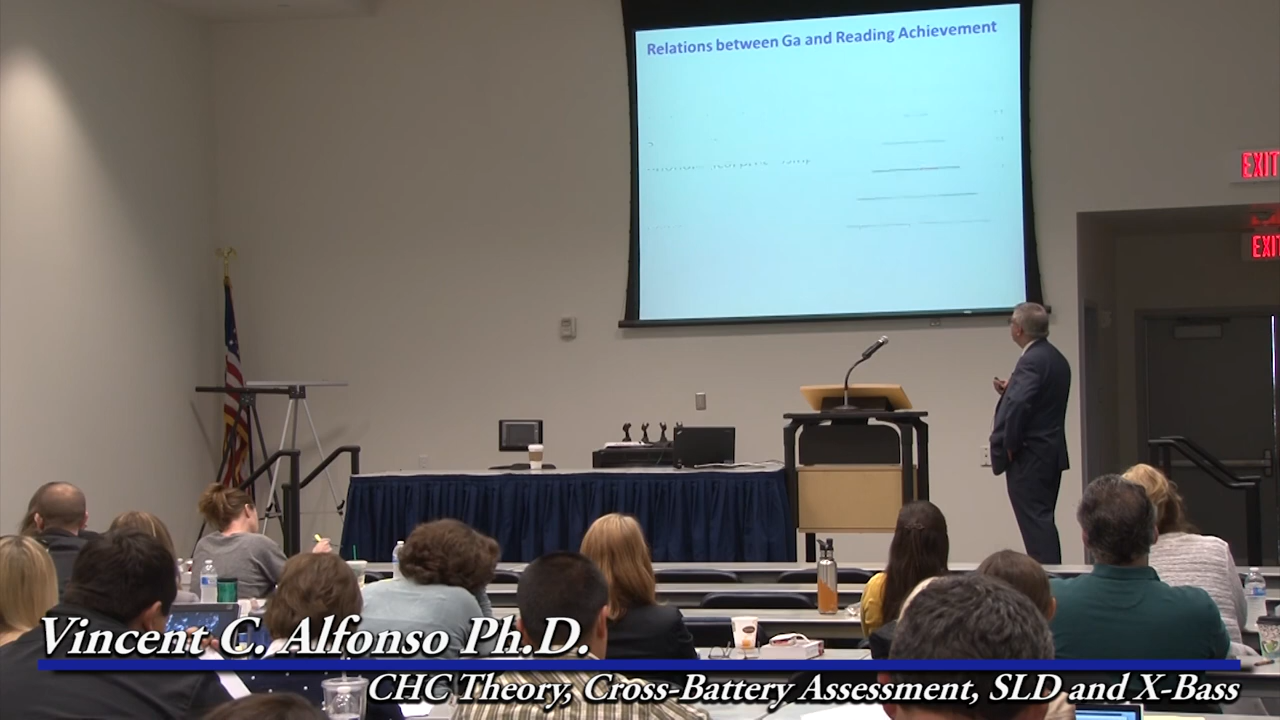 Relations between Ga and Reading Achievement
EXIT
EXIT
Vincent C. Alfonso Ph.D.
CHC Theory, Cross-Battery Assessment, SLD and X-Bass